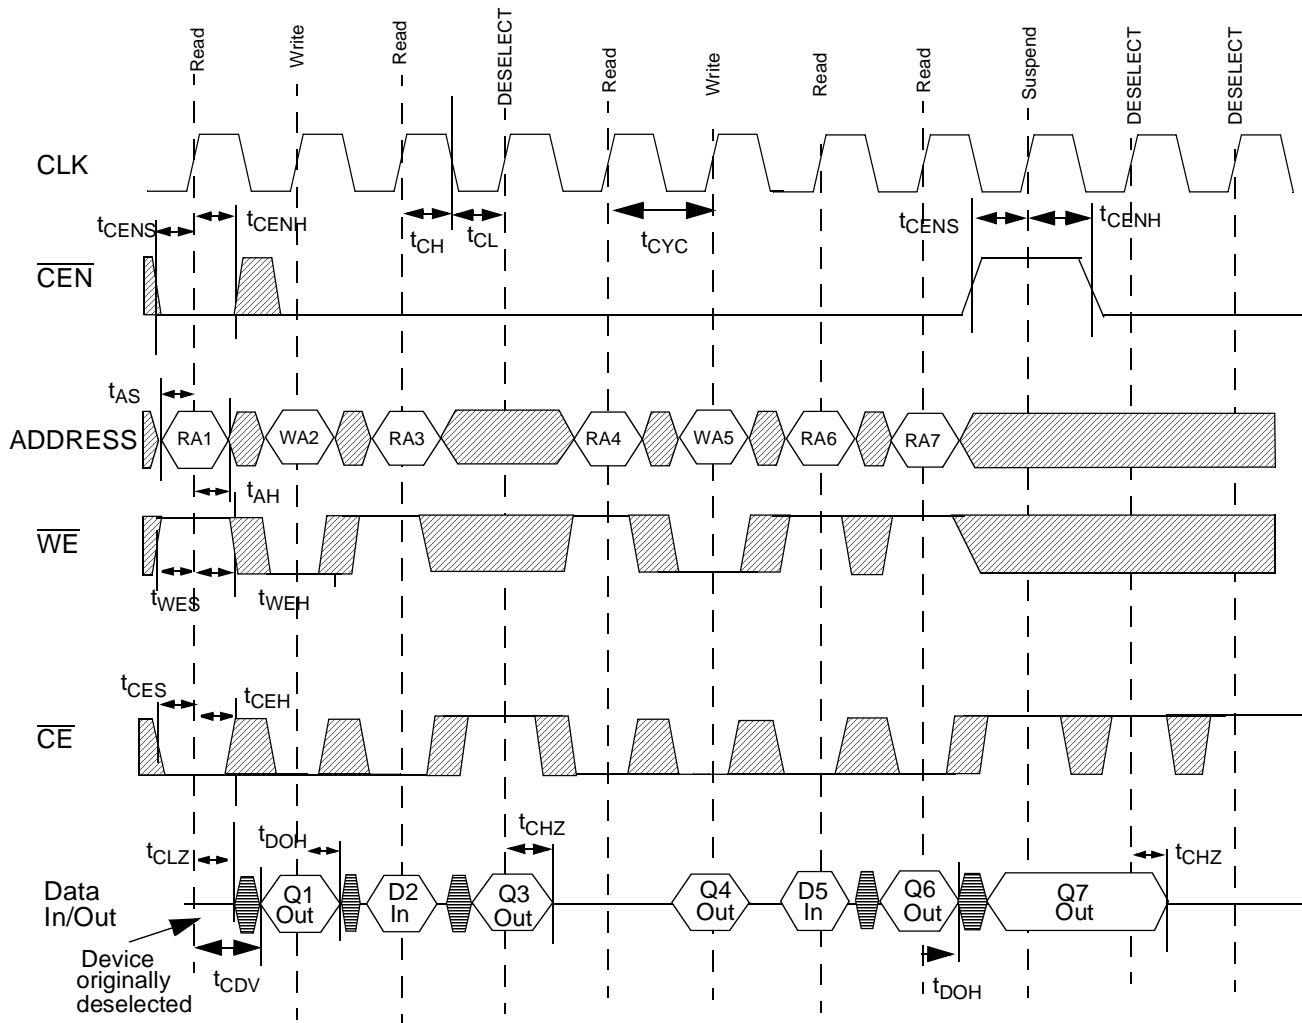 Read
Write
Read
DESELECT
Read
Write
Read
Read
Suspend
DESELECT
DESELECT
CLK
tCENS
tCENH
tCH
tCL
tCYC
tCENS
tCENH
CEN
tAS
ADDRESS
RA1
WA2
RA3
RA4
WA5
RA6
RA7
tAH
WE
tWES
tWEH
tCES
tCEH
CE
tCLZ
tDOH
tCHZ
tCHZ
Data
In/Out
Q1
Out
D2
In
Q3
Out
Q4
Out
D5
In
Q6
Out
Q7
Out
Device
originally
deselected
tCDV
tDOH